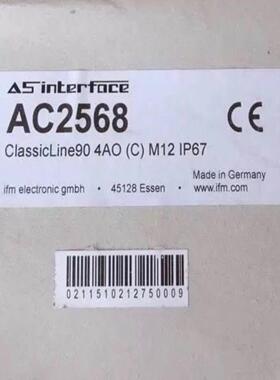 AS interface
AC2568
CE
ClassicLine90 4AO (C) M12 IP67
Made in Germany
ifm electronic gmbh • 45128 Essen • www.ifm.com
0211510212750009